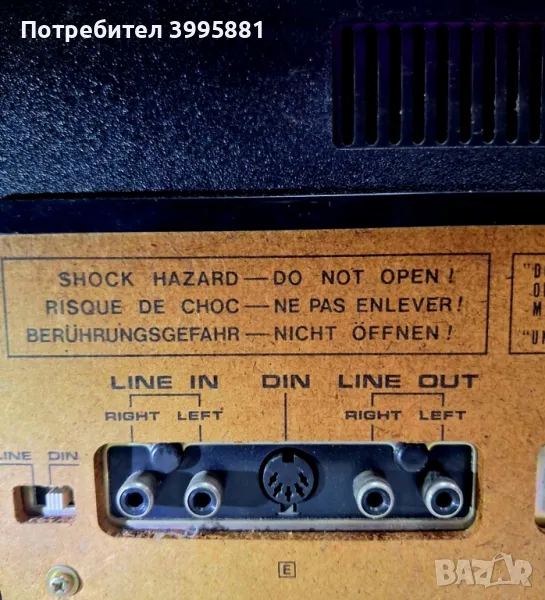 Потребител 3995881
SHOCK HAZARD — DO NOT OPEN!
RISQUE DE CHOC — NE PAS ENLEVER!
BERÜHRUNGSGEFAHR — NICHT ÖFFNEN!
LINE IN DIN LINE OUT
RIGHT LEFT RIGHT LEFT
LINE DIN
E
BAZAR